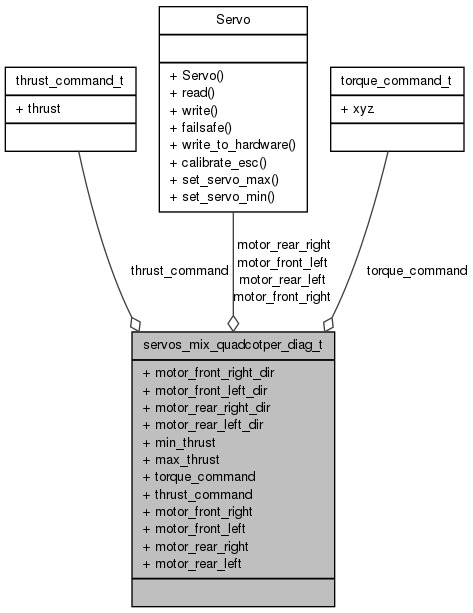 Servo
+ Servo()
+ read()
+ write()
+ failsafe()
+ write_to_hardware()
+ calibrate_esc()
+ set_servo_max()
+ set_servo_min()
thrust_command_t
+ thrust
torque_command_t
+ xyz
thrust_command
motor_rear_right
motor_front_left
motor_rear_left
motor_front_right
torque_command
servos_mix_quadcotper_diag_t
+ motor_front_right_dir
+ motor_front_left_dir
+ motor_rear_right_dir
+ motor_rear_left_dir
+ min_thrust
+ max_thrust
+ torque_command
+ thrust_command
+ motor_front_right
+ motor_front_left
+ motor_rear_right
+ motor_rear_left